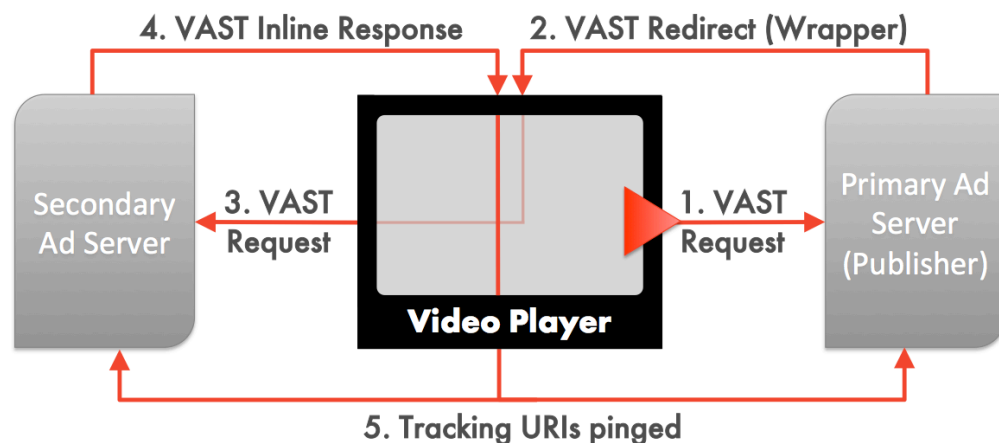 4. VAST Inline Response
2. VAST Redirect (Wrapper)
Secondary
Ad Server
3. VAST
Request
1. VAST
Request
Primary Ad
Server
(Publisher)
Video Player
5. Tracking URIs pinged